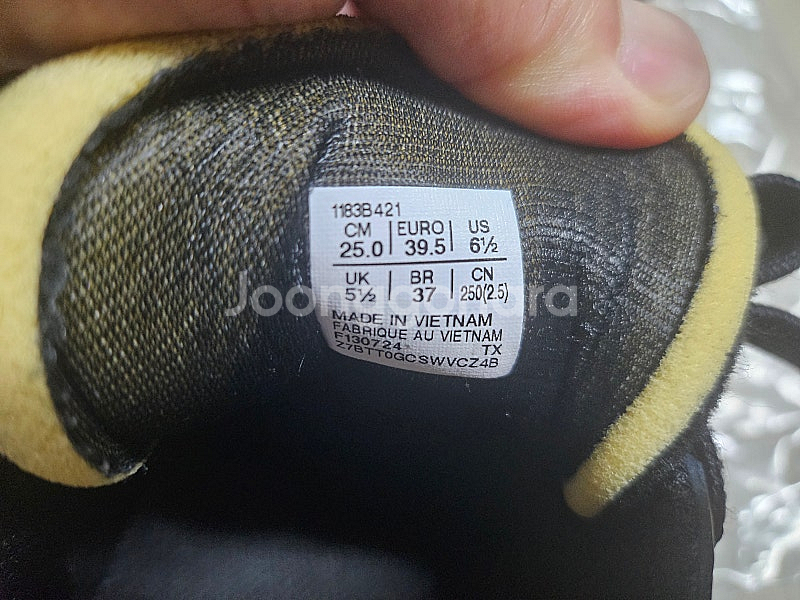 1183B421
CM EURO US
25.0 39.5 6½
UK BR CN
5½ 37 250(2.5)
Joongonara
MADE IN VIETNAM
FABRIQUE AU VIETNAM
F130724 TX
Z7BTT0GCSWVCZ4B